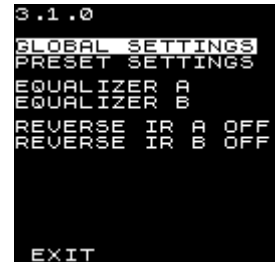 3.1.0
GLOBAL SETTINGS
PRESET SETTINGS
EQUALIZER A
EQUALIZER B
REVERSE IR A OFF
REVERSE IR B OFF
EXIT